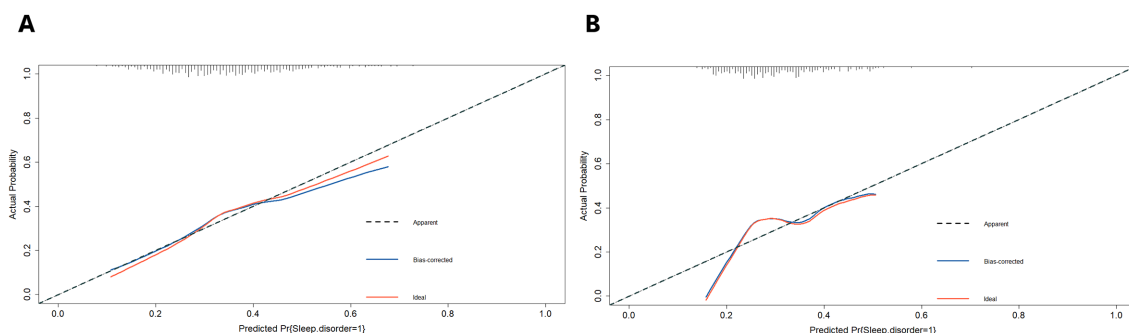 A
1.0
0.8
0.6
0.4
0.2
0.0
Actual Probability
Apparent
Bias-corrected
Ideal
0.0 0.2 0.4 0.6 0.8 1.0
Predicted Pr{Sleep.disorder=1}
B
1.0
0.8
0.6
0.4
0.2
0.0
Actual Probability
Apparent
Bias-corrected
Ideal
0.0 0.2 0.4 0.6 0.8 1.0
Predicted Pr{Sleep.disorder=1}